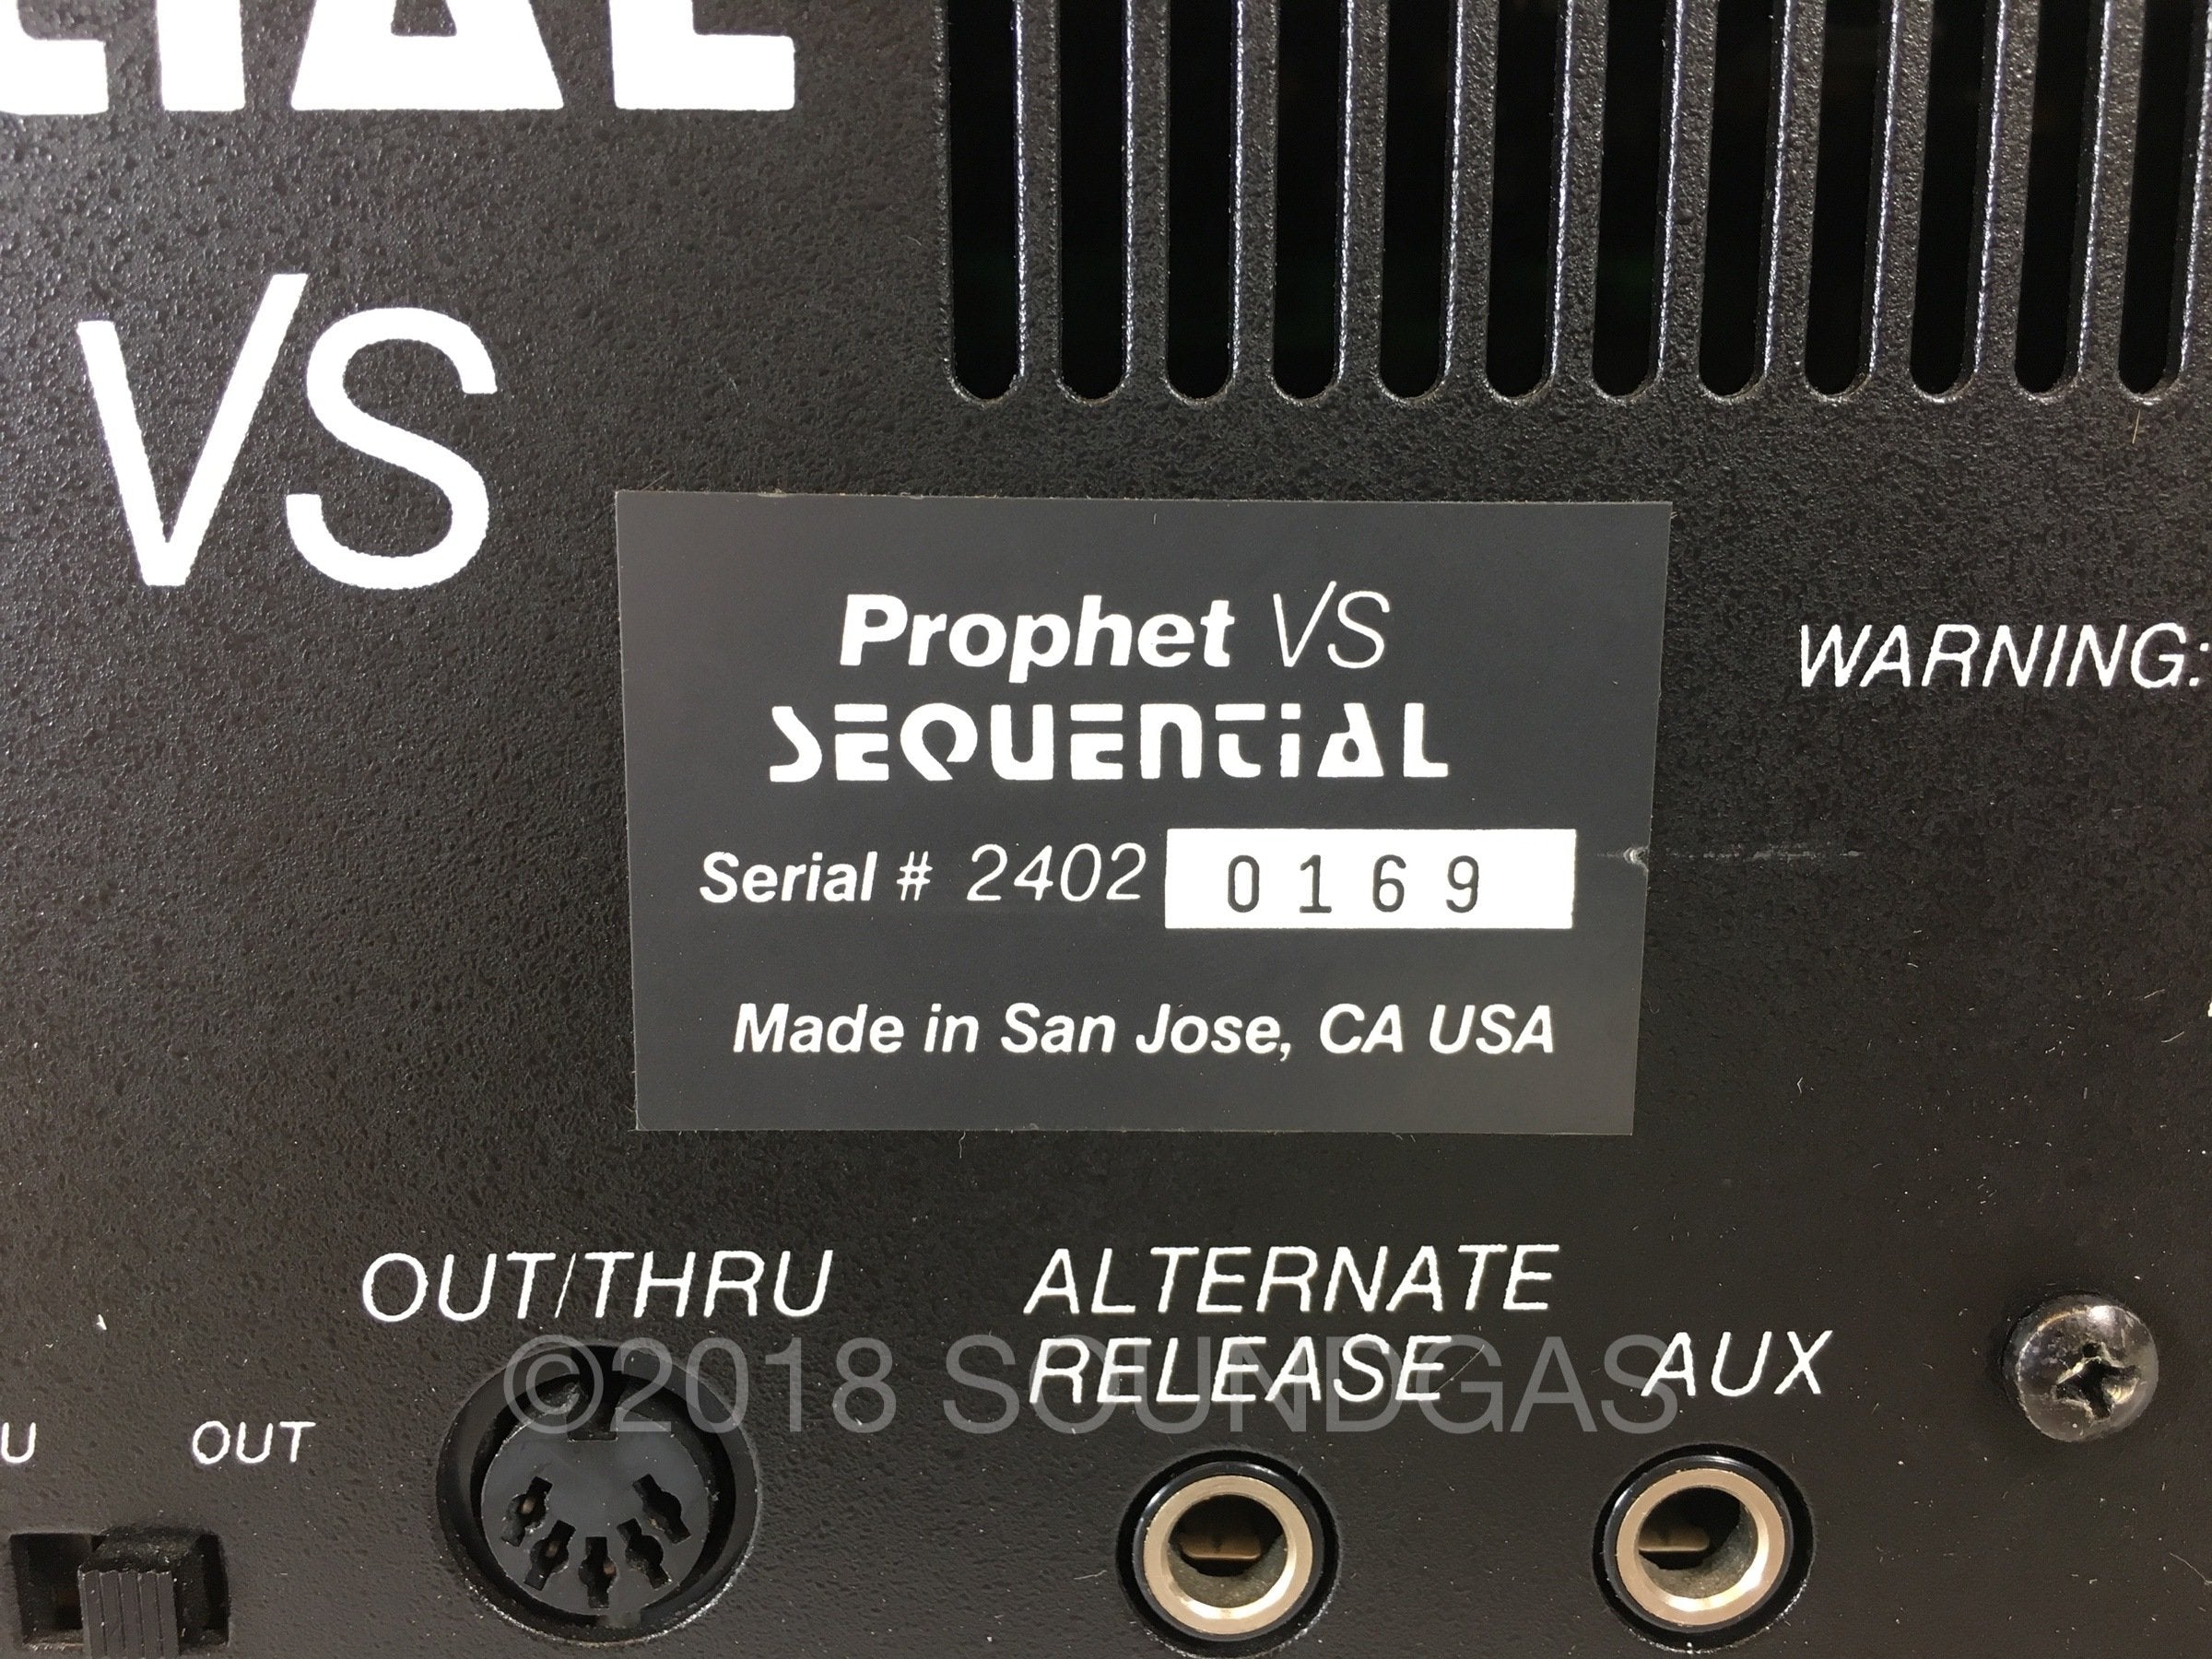 VS
Prophet VS
SEQUENTIAL
Serial # 2402 0169
Made in San Jose, CA USA
WARNING:
OUT/THRU
ALTERNATE
RELEASE
AUX
OUT
©2018 SOUNDGAS